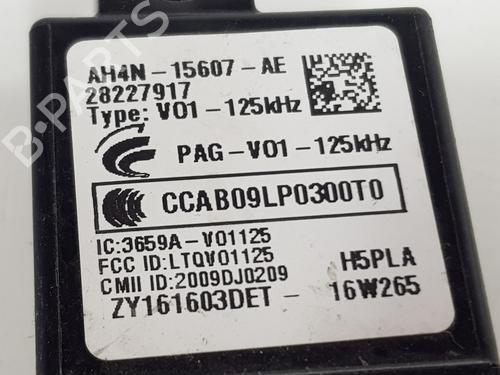 AH4N-15607-AE
28227917
Type: V01-125kHz
PAG-V01-125kHz
CCAB09LP0300T0
IC:3659A-V01125
FCC ID:LTQV01125
CMII ID:2009DJ0209
H5PLA
ZY161603DET - 16W265
B-PARTS